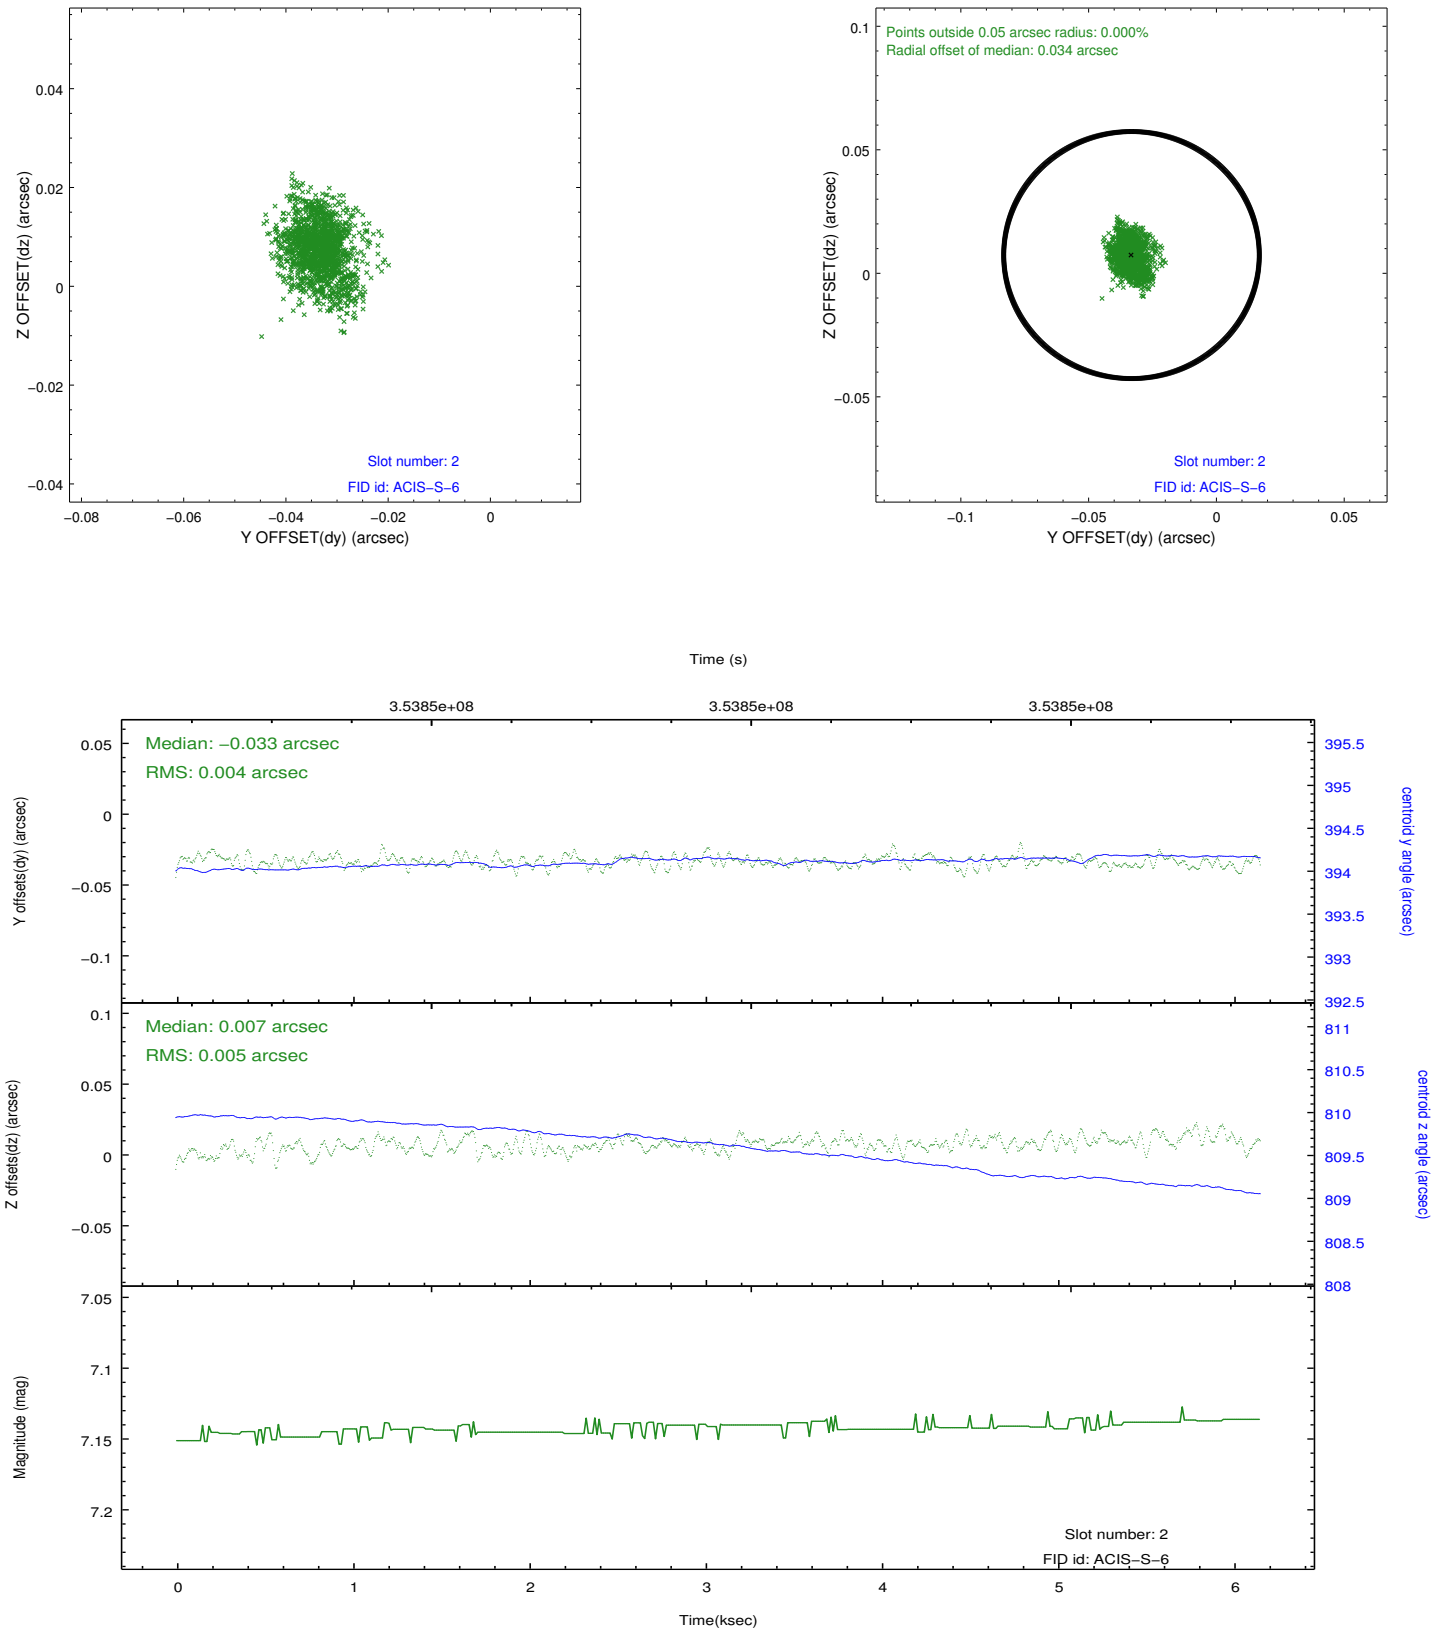 0.04
0.02
0
−0.02
−0.04
Z OFFSET(dz) (arcsec)
Slot number: 2
FID id: ACIS−S−6
−0.08
−0.06
−0.04
−0.02
0
Y OFFSET(dy) (arcsec)
Points outside 0.05 arcsec radius: 0.000%
Radial offset of median: 0.034 arcsec
0.1
0.05
0
−0.05
Z OFFSET(dz) (arcsec)
Slot number: 2
FID id: ACIS−S−6
−0.1
−0.05
0
0.05
Y OFFSET(dy) (arcsec)
Time (s)
3.5385e+08
3.5385e+08
3.5385e+08
Median: −0.033 arcsec
RMS: 0.004 arcsec
0.05
0
−0.05
−0.1
Y offsets(dy) (arcsec)
395.5
395
394.5
394
393.5
393
392.5
centroid y angle (arcsec)
Median: 0.007 arcsec
RMS: 0.005 arcsec
0.1
0.05
0
−0.05
Z offsets(dz) (arcsec)
811
810.5
810
809.5
809
808.5
808
centroid z angle (arcsec)
7.05
7.1
7.15
7.2
Magnitude (mag)
Slot number: 2
FID id: ACIS−S−6
0
1
2
3
4
5
6
Time(ksec)